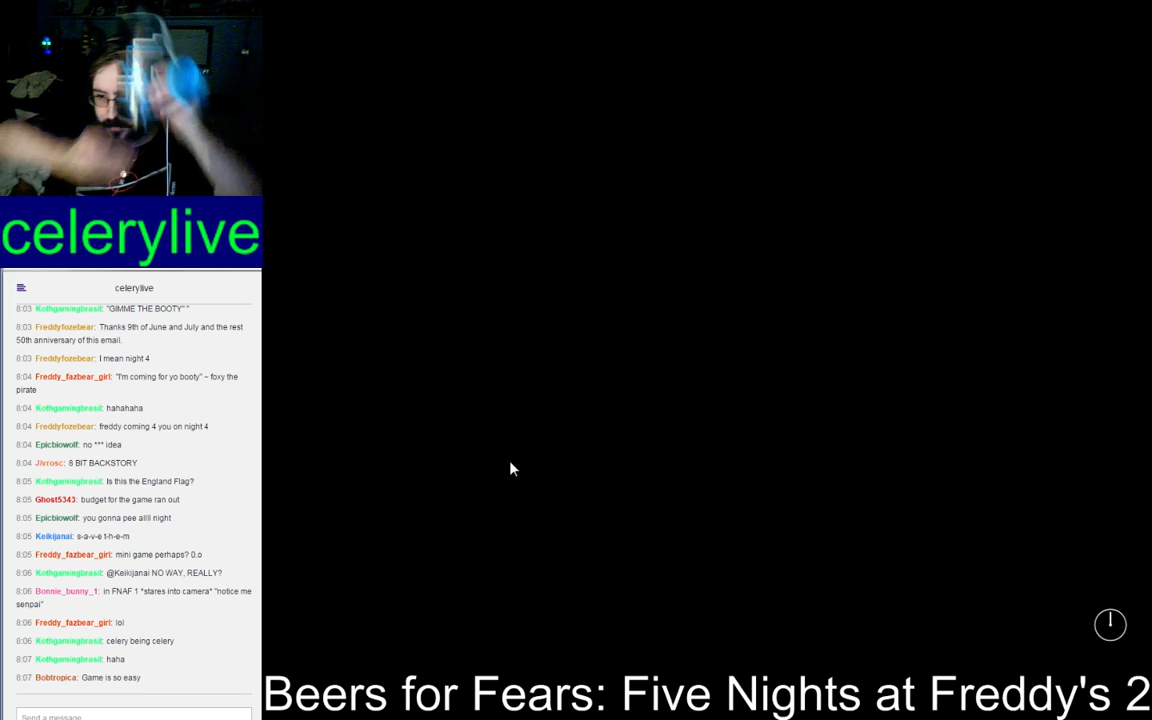 celerylive
celerylive
8:03 Kothgamingbrasil: "GIMME THE BOOTY" "
8:03 Freddyfozebear: Thanks 9th of June and July and the rest
50th anniversary of this email.
8:03 Freddyfozebear: I mean night 4
8:04 Freddy_fazbear_girl: "I'm coming for yo booty" ~ foxy the
pirate
8:04 Kothgamingbrasil: hahahaha
8:04 Freddyfozebear: freddy coming 4 you on night 4
8:04 Epicbiowolf: no *** idea
8:04 Jivrosc: 8 BIT BACKSTORY
8:05 Kothgamingbrasil: Is this the England Flag?
8:05 Ghost5343: budget for the game ran out
8:05 Epicbiowolf: you gonna pee allll night
8:05 Keikijanai: s-a-v-e t-h-e-m
8:05 Freddy_fazbear_girl: mini game perhaps? 0.o
8:06 Kothgamingbrasil: @Keikijanai NO WAY, REALLY?
8:06 Bonnie_bunny_1: in FNAF 1 *stares into camera* "notice me
senpai"
8:06 Freddy_fazbear_girl: lol
8:06 Kothgamingbrasil: celery being celery
8:07 Kothgamingbrasil: haha
8:07 Bobtropica: Game is so easy
Send a message
Beers for Fears: Five Nights at Freddy's 2